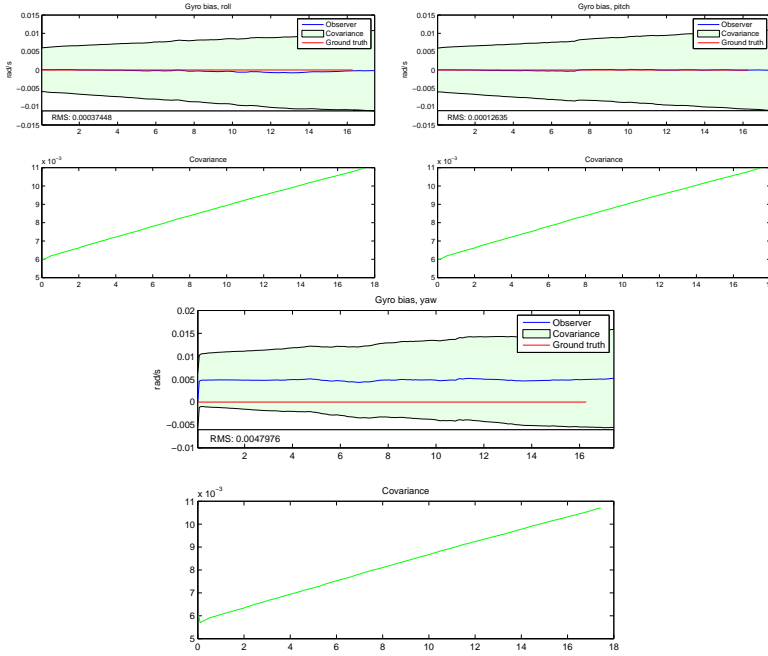 Gyro bias, roll
0.015
0.01
0.005
0
−0.005
−0.01
−0.015
rad/s
Observer
Covariance
Ground truth
RMS: 0.00037448
2 4 6 8 10 12 14 16
Gyro bias, pitch
0.015
0.01
0.005
0
−0.005
−0.01
−0.015
rad/s
Observer
Covariance
Ground truth
RMS: 0.00012635
2 4 6 8 10 12 14 16
x 10⁻³
Covariance
11
10
9
8
7
6
5
0 2 4 6 8 10 12 14 16 18
x 10⁻³
Covariance
11
10
9
8
7
6
5
0 2 4 6 8 10 12 14 16
Gyro bias, yaw
0.02
0.015
0.01
0.005
0
−0.005
−0.01
rad/s
Observer
Covariance
Ground truth
RMS: 0.0047976
2 4 6 8 10 12 14 16
x 10⁻³
Covariance
11
10
9
8
7
6
5
0 2 4 6 8 10 12 14 16 18